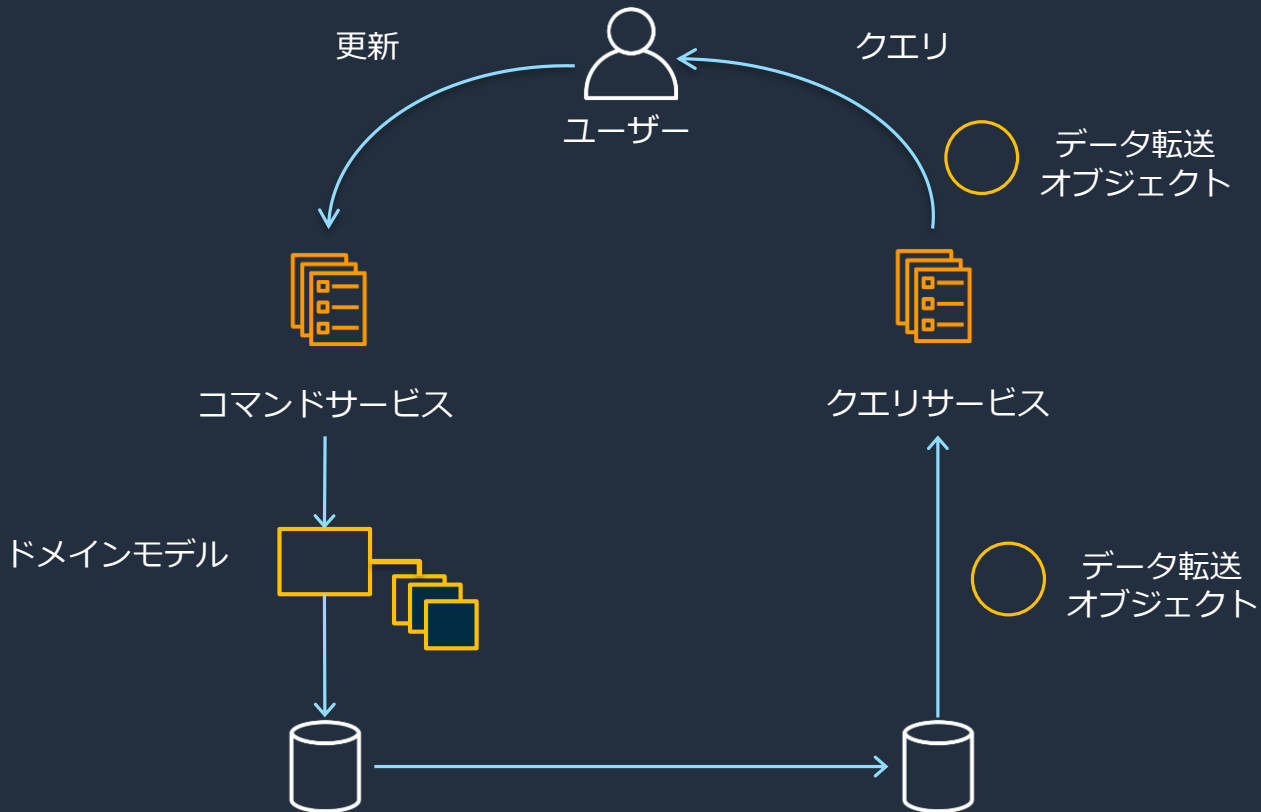 更新
クエリ
ユーザー
データ転送
オブジェクト
コマンドサービス
クエリサービス
ドメインモデル
データ転送
オブジェクト